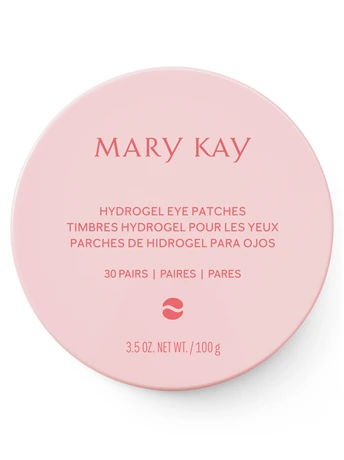 MARY KAY
HYDROGEL EYE PATCHES
TIMBRES HYDROGEL POUR LES YEUX
PARCHES DE HIDROGEL PARA OJOS
30 PAIRS | PAIRES | PARES
3.5 OZ. NET WT. / 100 g